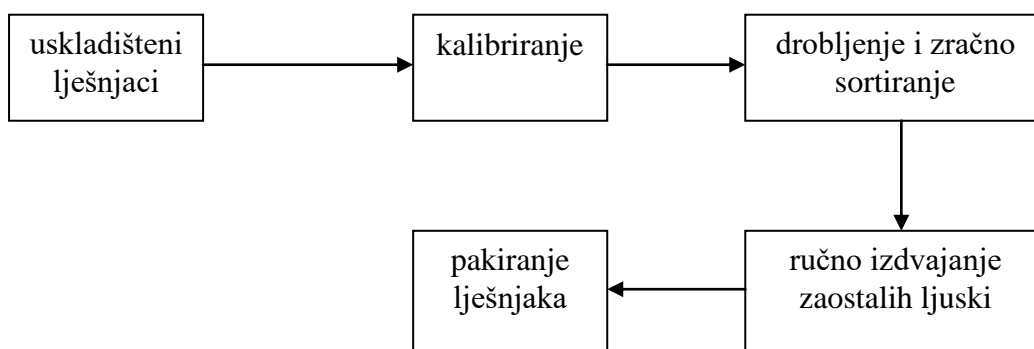 uskladišteni
lješnjaci
kalibriranje
drobljenje i zračno
sortiranje
ručno izdvajanje
zaostalih ljuski
pakiranje
lješnjaka